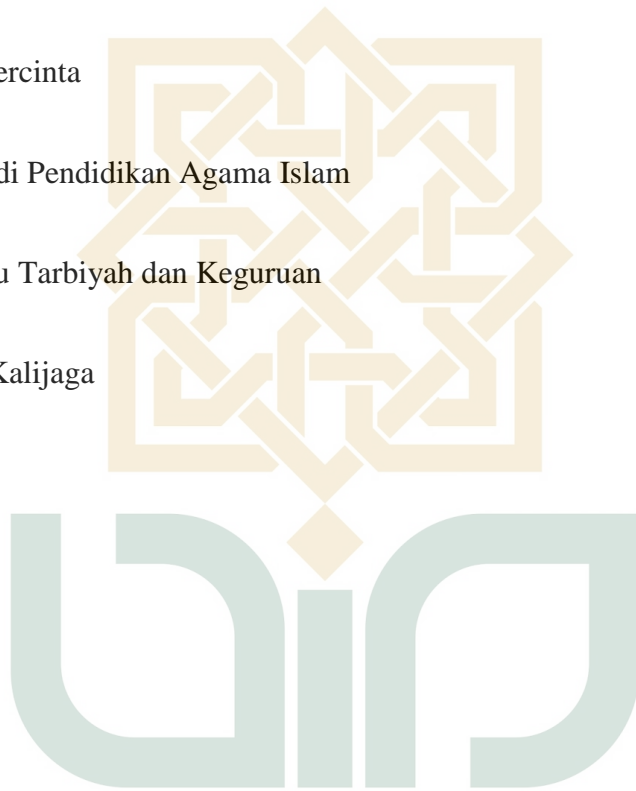 ercinta
di Pendidikan Agama Islam
u Tarbiyah dan Keguruan
Kalijaga